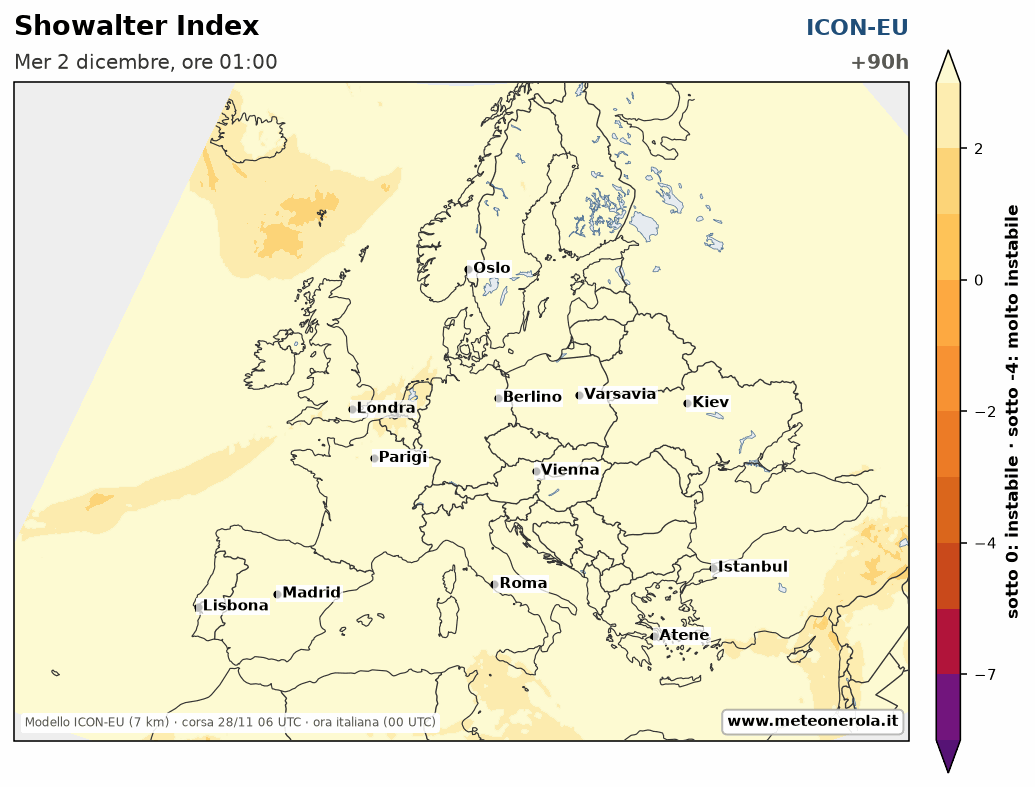 Showalter Index
ICON-EU
Mer 2 dicembre, ore 01:00
+90h
Oslo
Berlino
Varsavia
Kiev
Londra
Parigi
Vienna
Istanbul
Roma
Madrid
Lisbona
Atene
Modello ICON-EU (7 km) · corsa 28/11 06 UTC · ora italiana (00 UTC)
www.meteonerola.it
2
0
−2
−4
−7
sotto 0: instabile · sotto -4: molto instabile